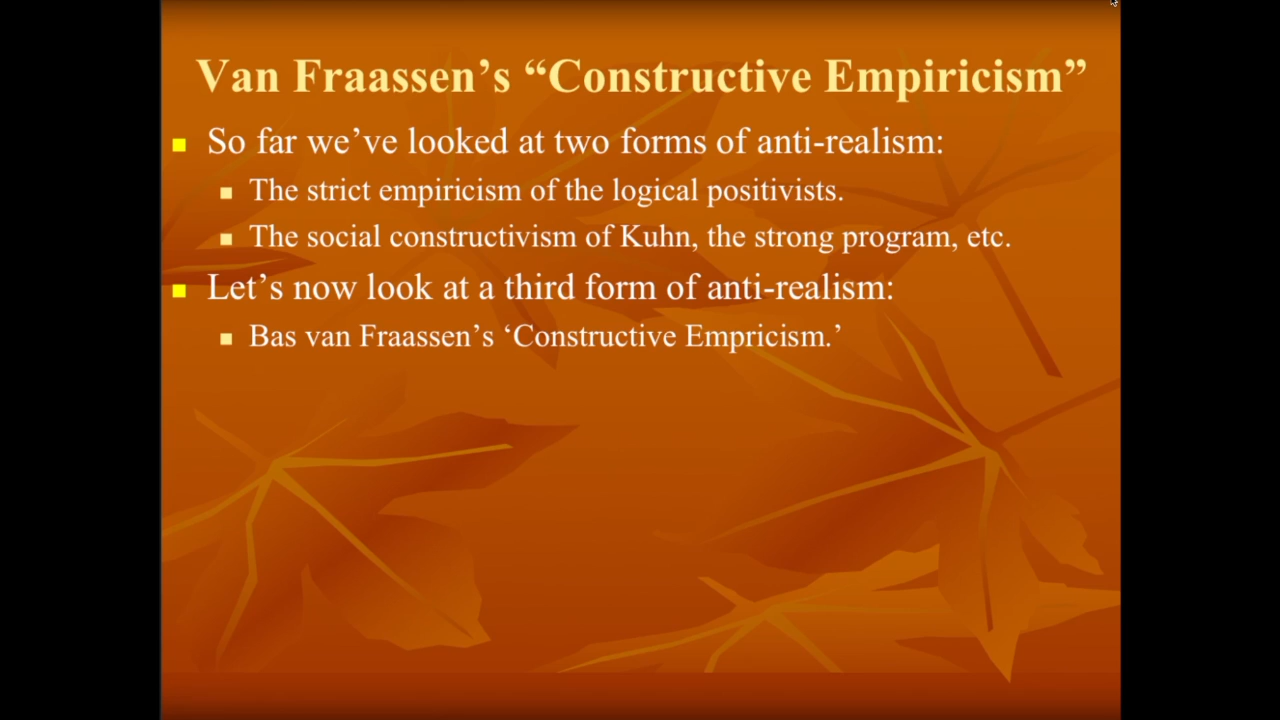 Van Fraassen’s “Constructive Empiricism”
So far we’ve looked at two forms of anti-realism:
The strict empiricism of the logical positivists.
The social constructivism of Kuhn, the strong program, etc.
Let’s now look at a third form of anti-realism:
Bas van Fraassen’s ‘Constructive Empricism.’